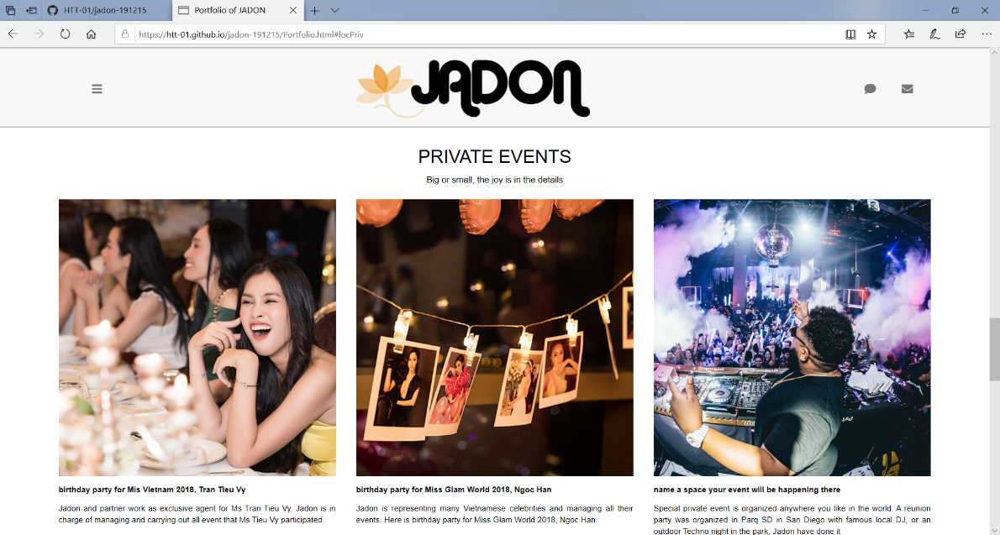 HTT-01/jadon-191215
Portfolio of JADON
https://htt-01.github.io/jadon-191215/Portfolio.html#locPriv
JADON
PRIVATE EVENTS
Big or small, the joy is in the details
birthday party for Mis Vietnam 2018, Tran Tieu Vy
Jadon and partner work as exclusive agent for Ms Tran Tieu Vy. Jadon is in
charge of managing and carrying out all event that Ms Tieu Vy participated.
birthday party for Miss Glam World 2018, Ngoc Han
Jadon is representing many Vietnamese celebrities and managing all their
events. Here is birthday party for Miss Glam World 2018, Ngoc Han.
name a space your event will be happening there
Special private event is organized anywhere you like in the world. A reunion
party was organized in Parq SD in San Diego with famous local DJ, or an
outdoor Techno night in the park, Jadon have done it